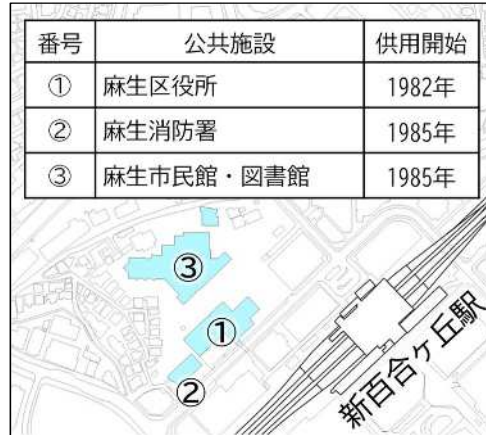 番号 公共施設 供用開始
① 麻生区役所 1982年
② 麻生消防署 1985年
③ 麻生市民館・図書館 1985年
③
①
②
新百合ヶ丘駅